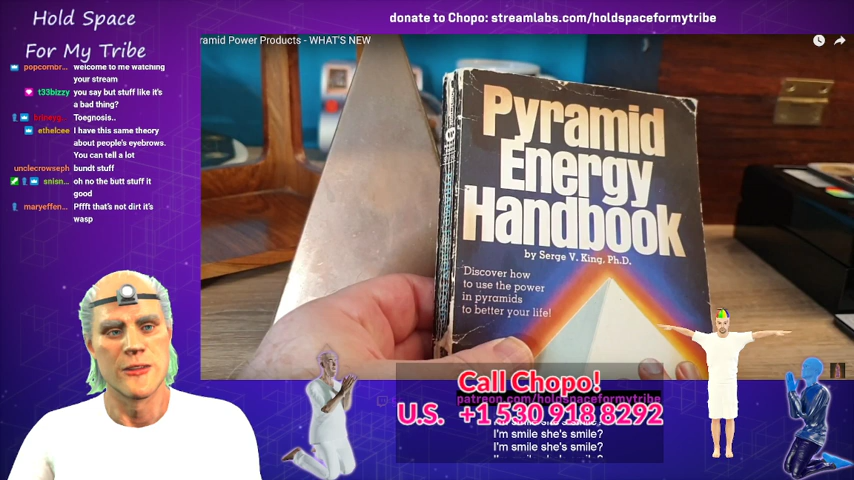 Hold Space
For My Tribe
donate to Chopo: streamlabs.com/holdspaceformytribe
ramid Power Products - WHAT'S NEW
popcornbr... welcome to me watching
your stream
t33bizzy you say but stuff like it's
a bad thing?
Toegnosis..
ethelcee I have this same theory
about people's eyebrows.
You can tell a lot
unclecrowseph bundt stuff
snisn... oh no the butt stuff it
good
maryeffen... Pffft that's not dirt it's
wasp
Pyramid
Energy
Handbook
by Serge V. King, Ph.D.
Discover how
to use the power
in pyramids
to better your life!
Call Chopo!
patreon.com/holdspaceformytribe
U.S. +1 530 918 8292
I'm smile she's smile?
I'm smile she's smile?